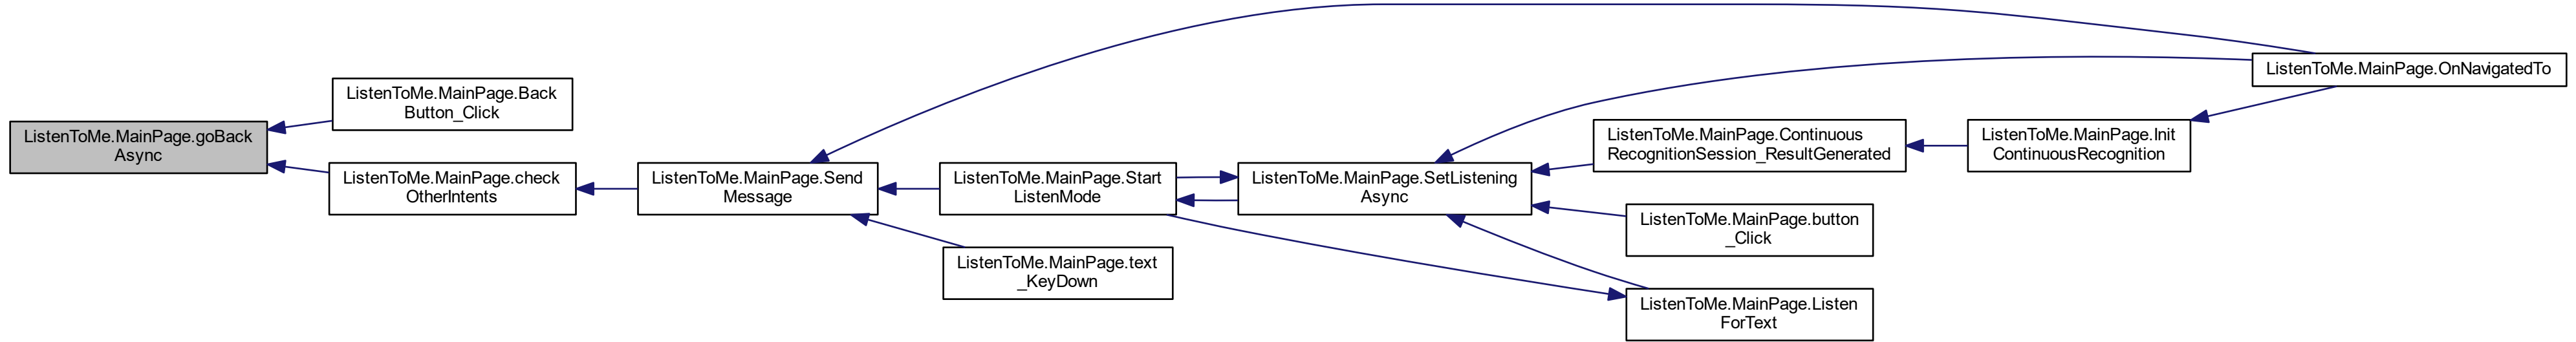 ListenToMe.MainPage.goBack
Async
ListenToMe.MainPage.Back
Button_Click
ListenToMe.MainPage.check
OtherIntents
ListenToMe.MainPage.Send
Message
ListenToMe.MainPage.Start
ListenMode
ListenToMe.MainPage.text
_KeyDown
ListenToMe.MainPage.SetListening
Async
ListenToMe.MainPage.Continuous
RecognitionSession_ResultGenerated
ListenToMe.MainPage.button
_Click
ListenToMe.MainPage.Listen
ForText
ListenToMe.MainPage.Init
ContinuousRecognition
ListenToMe.MainPage.OnNavigatedTo